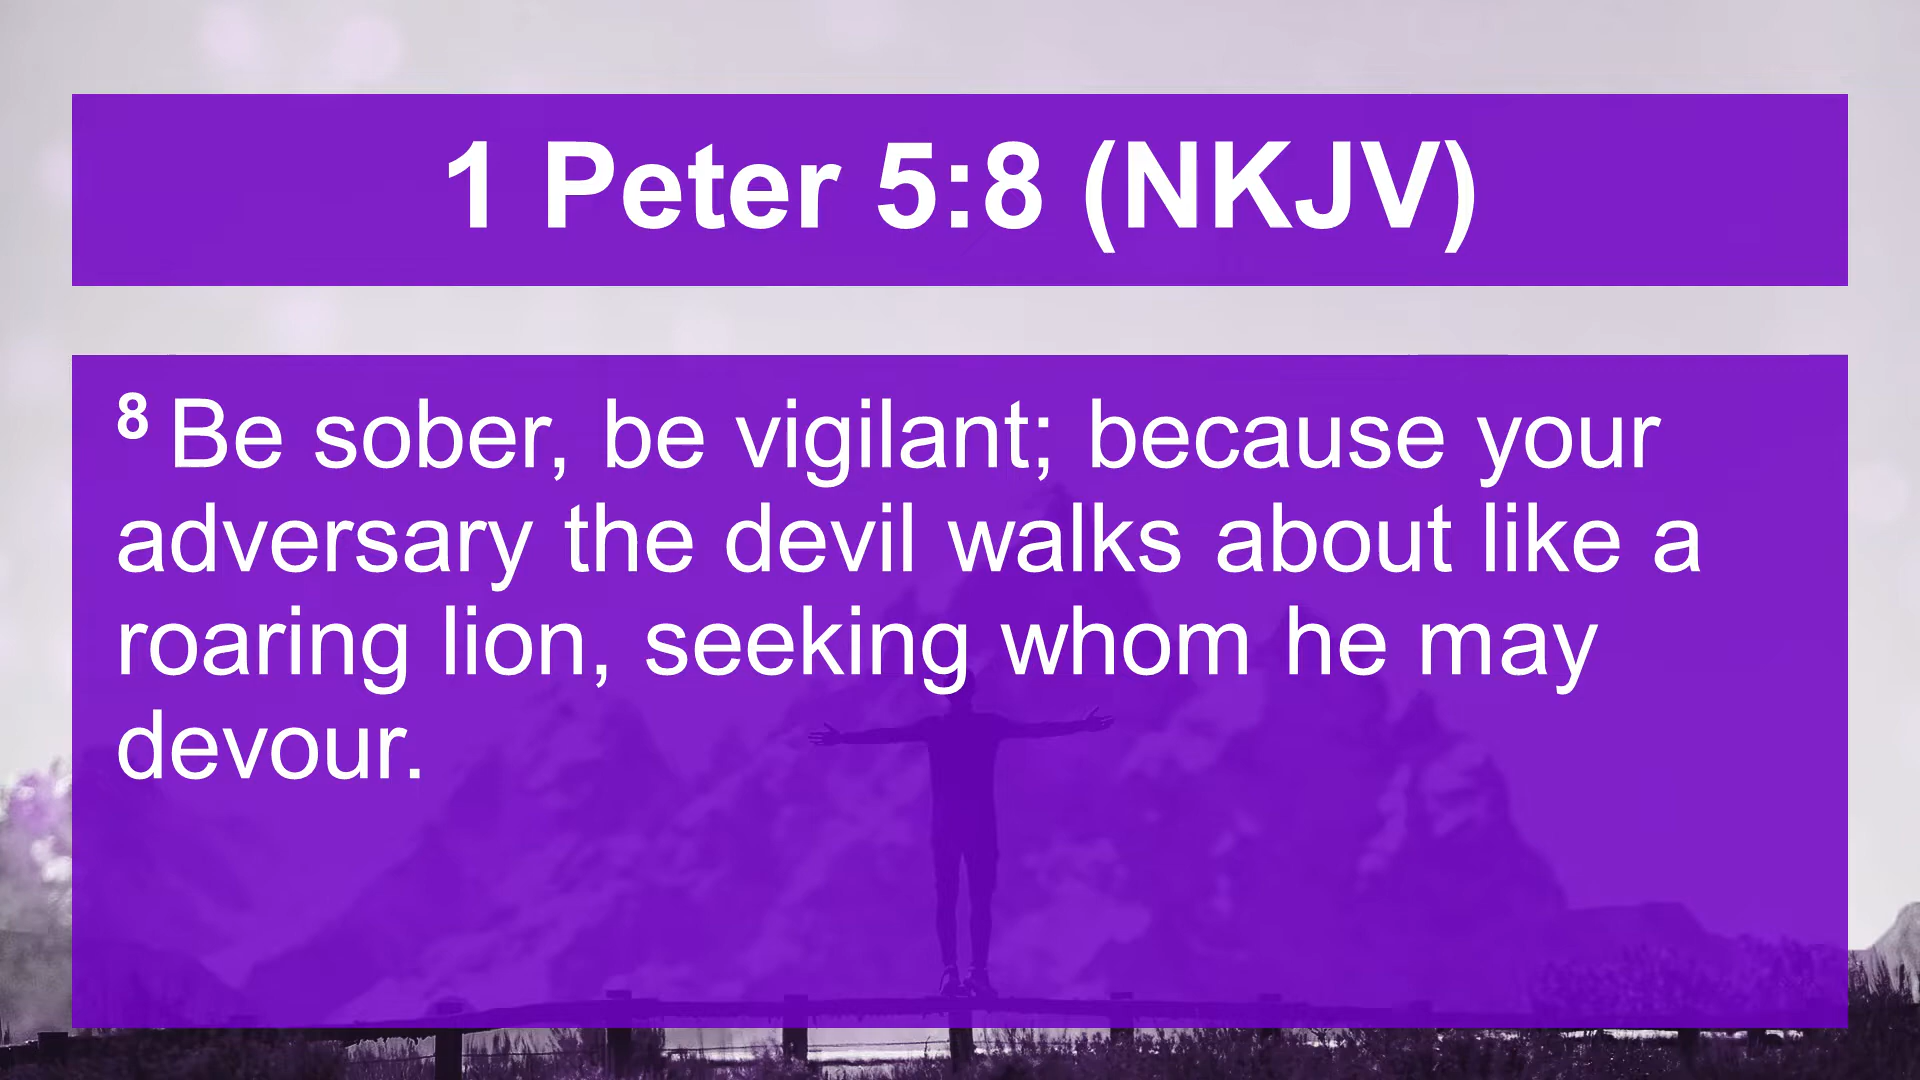 1 Peter 5:8 (NKJV)
8 Be sober, be vigilant; because your
adversary the devil walks about like a
roaring lion, seeking whom he may
devour.